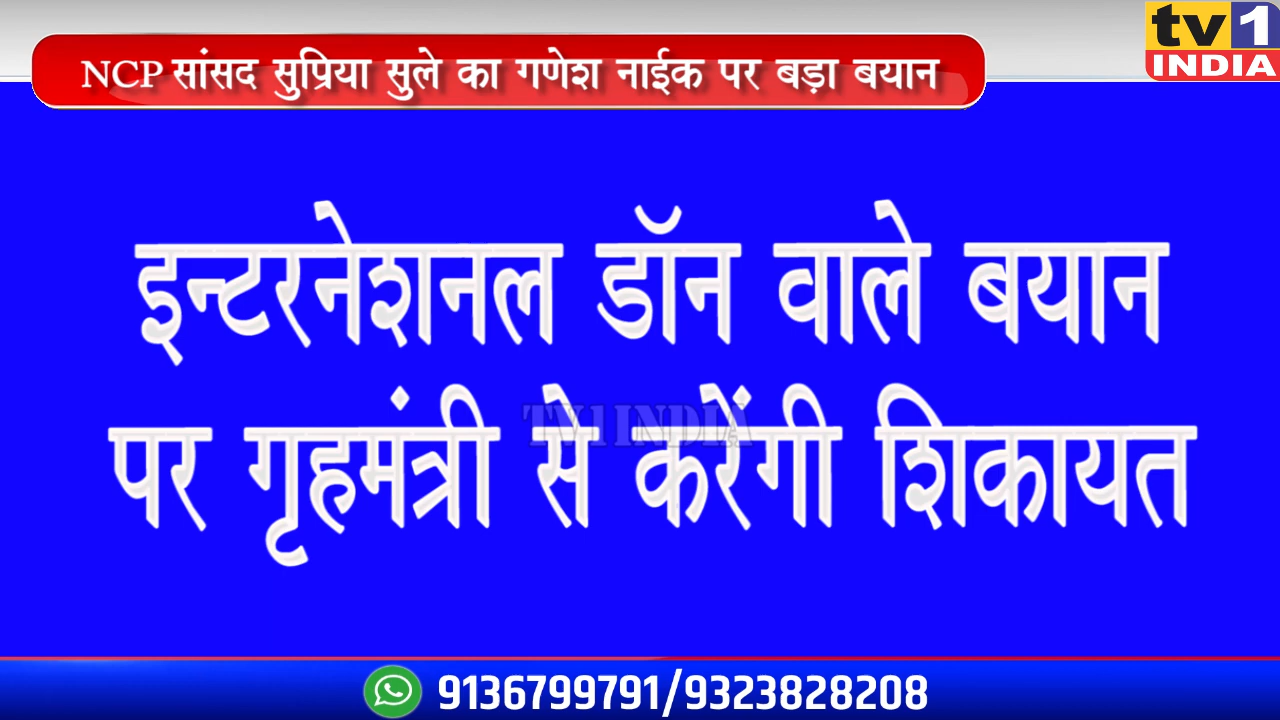 tv1
INDIA
NCP सांसद सुप्रिया सुले का गणेश नाईक पर बड़ा बयान
इन्टरनेशनल डॉन वाले बयान
पर गृहमंत्री से करेंगी शिकायत
TV1 INDIA
9136799791/9323828208